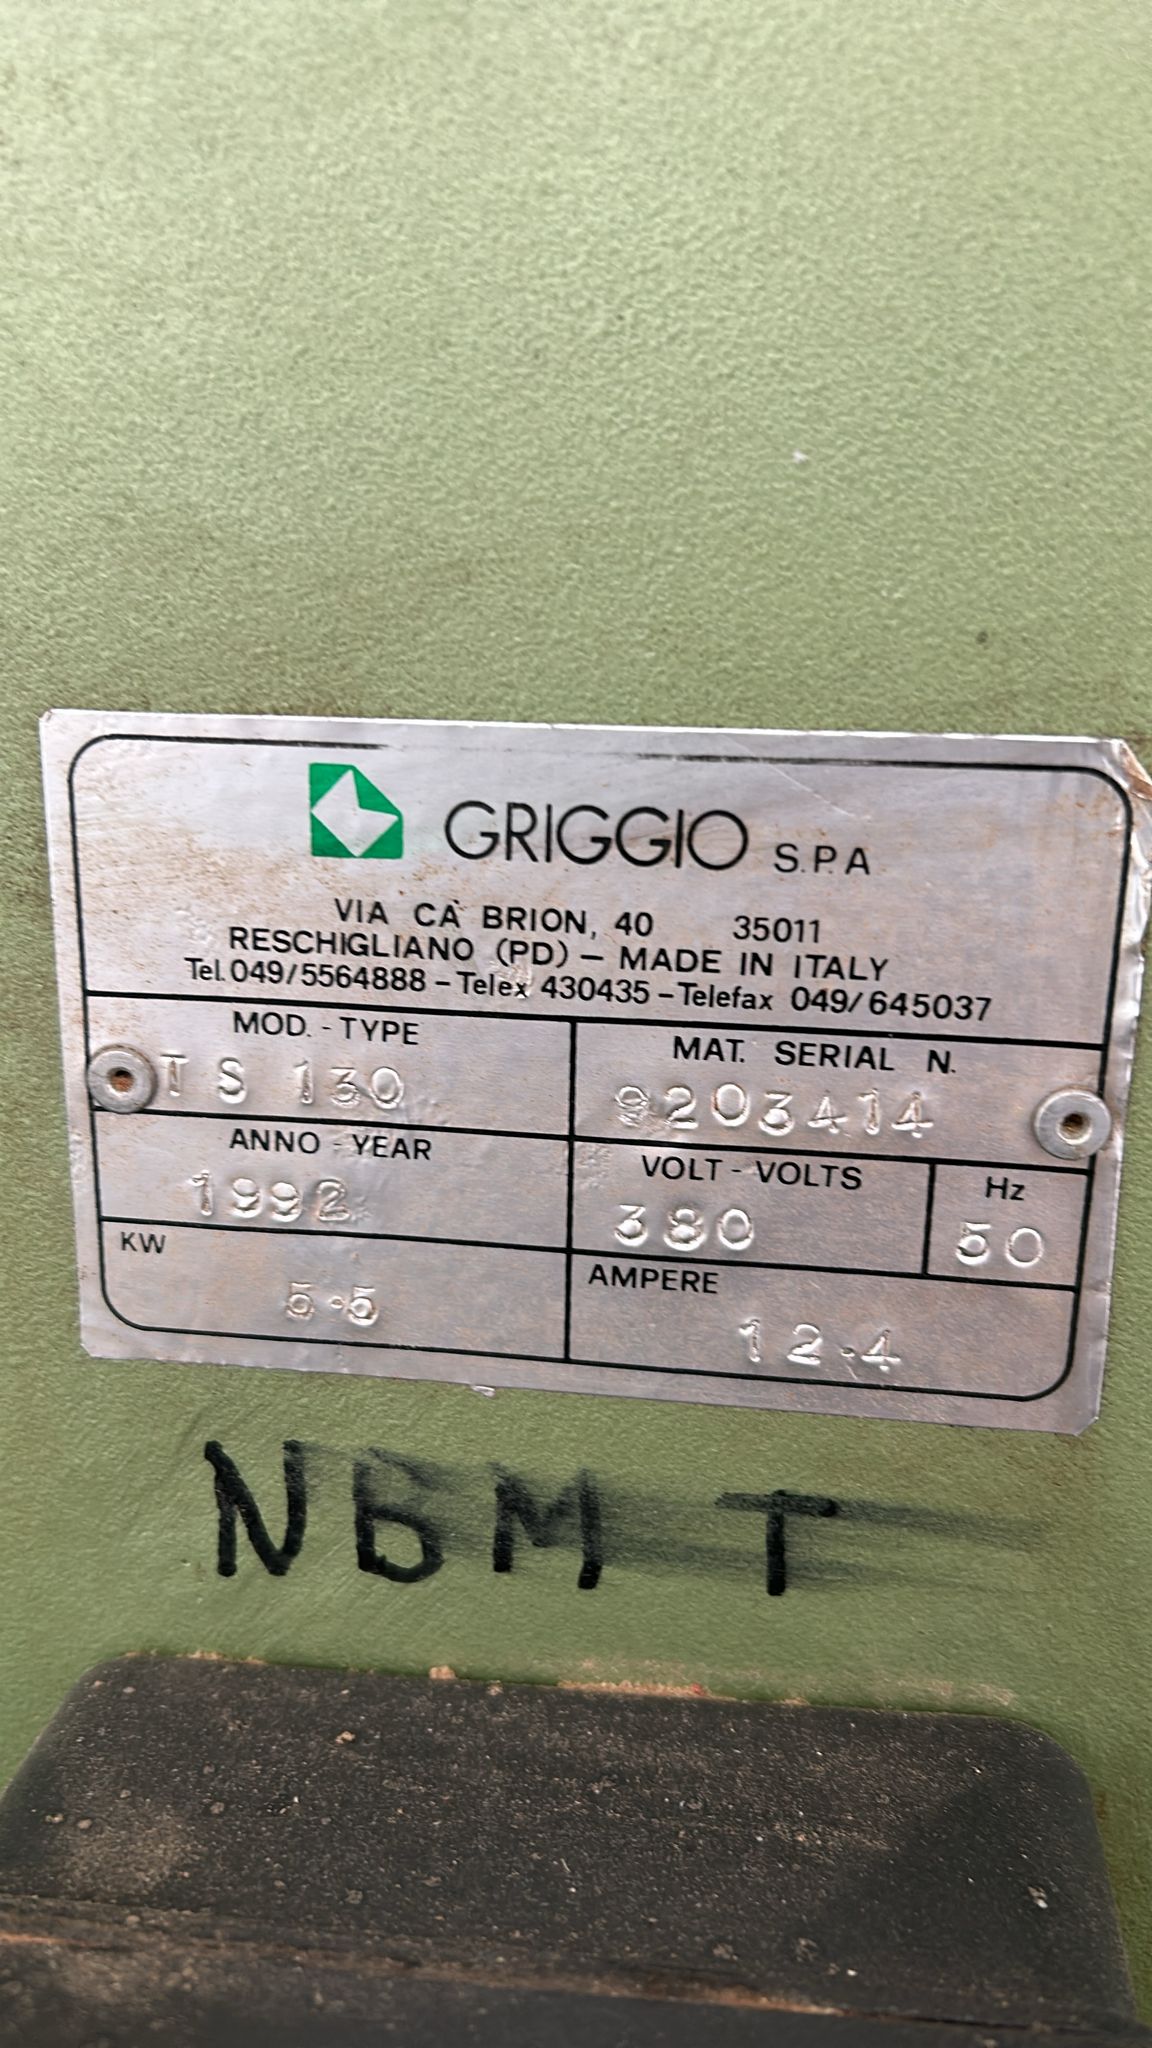 GRIGGIO S.P.A
VIA CA' BRION, 40 35011
RESCHIGLIANO (PD) – MADE IN ITALY
Tel. 049/5564888 – Telex 430435 – Telefax 049/645037
MOD. - TYPE
TS 130
MAT. SERIAL N.
9203414
ANNO - YEAR
1992
VOLT - VOLTS
380
Hz
50
KW
5.5
AMPERE
12.4
NBM T